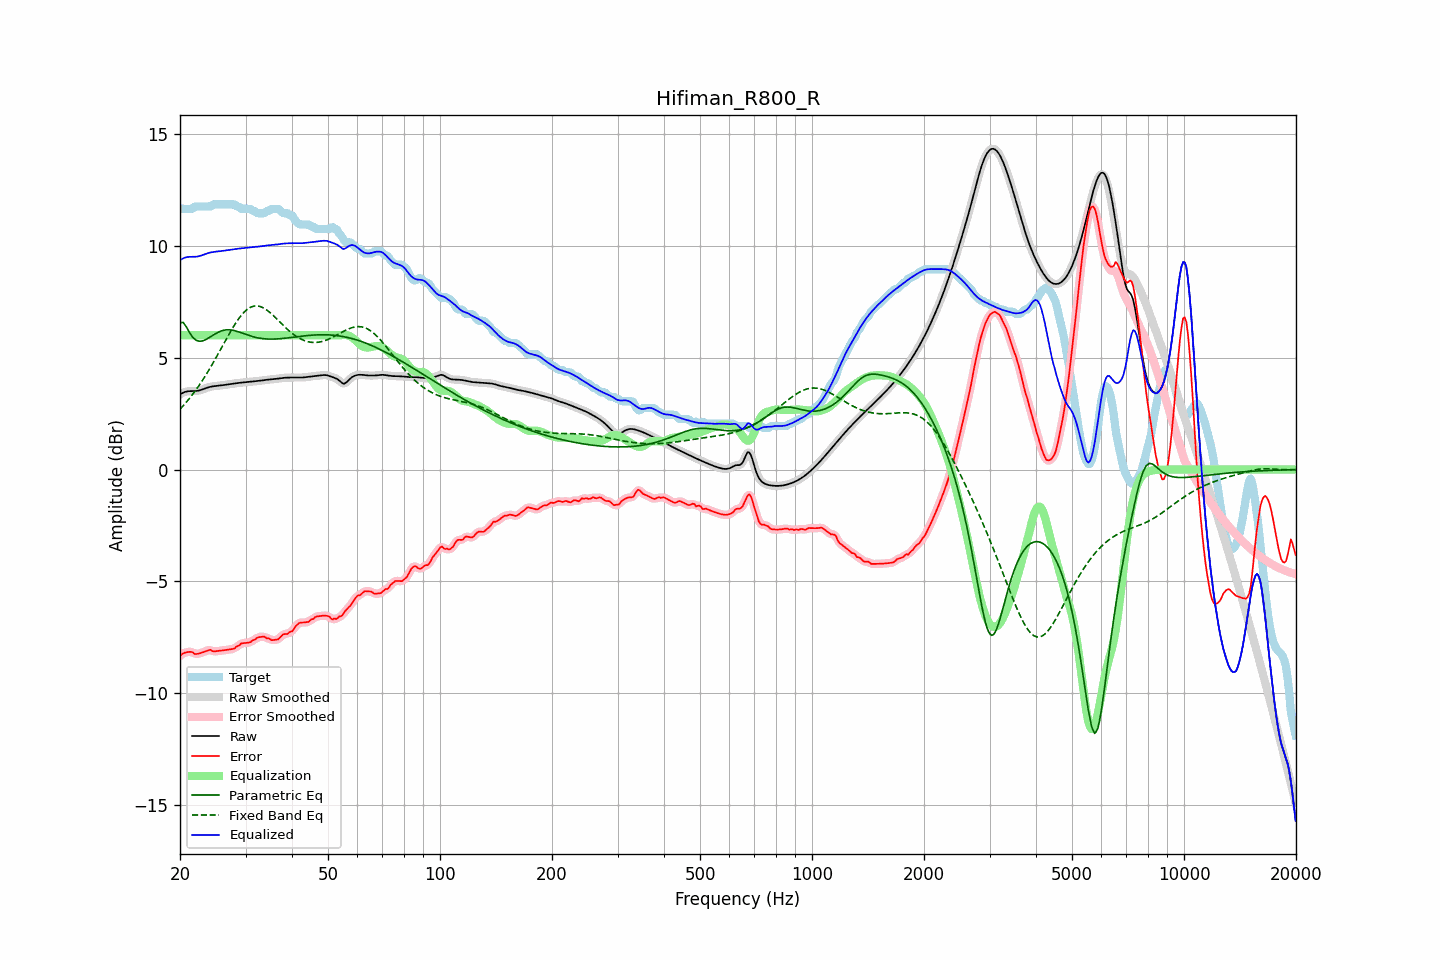 Hifiman_R800_R
Amplitude (dBr)
15
10
5
0
−5
−10
−15
Target
Raw Smoothed
Error Smoothed
Raw
Error
Equalization
Parametric Eq
Fixed Band Eq
Equalized
20 50 100 200 500 1000 2000 5000 10000 20000
Frequency (Hz)